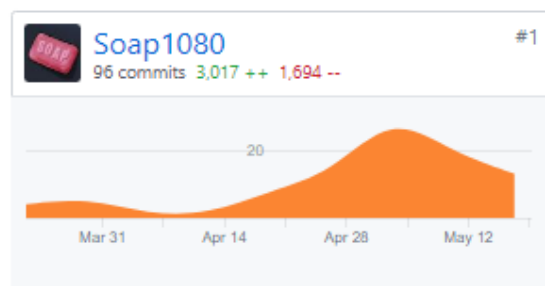 SOAP
Soap1080
#1
96 commits 3,017 ++ 1,694 --
20
Mar 31 Apr 14 Apr 28 May 12